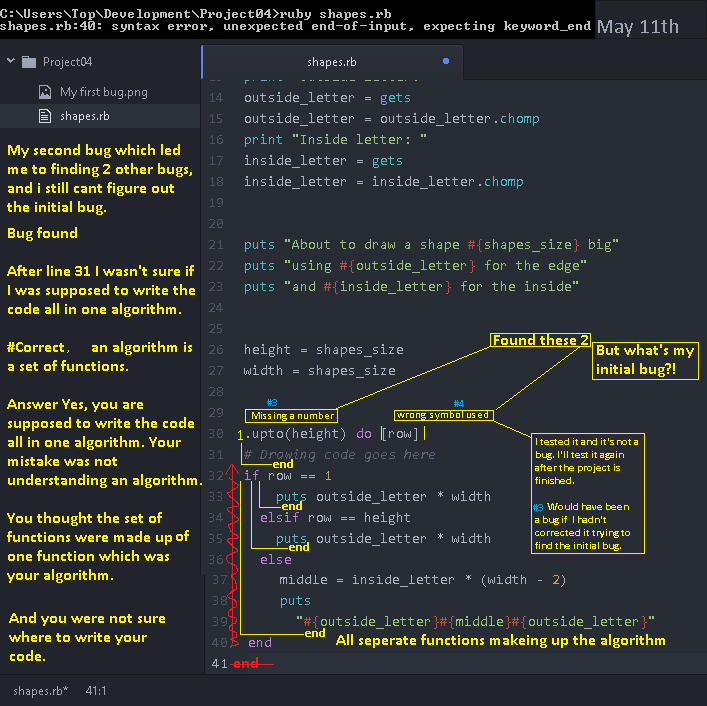 C:\Users\Top\Development\Project04>ruby shapes.rb
shapes.rb:40: syntax error, unexpected end-of-input, expecting keyword_end
May 11th
Project04
shapes.rb
My first bug.png
shapes.rb
My second bug which led
me to finding 2 other bugs,
and i still cant figure out
the initial bug.
Bug found
After line 31 I wasn't sure if
I was supposed to write the
code all in one algorithm.
#Correct, an algorithm is
a set of functions.
Answer Yes, you are
supposed to write the code
all in one algorithm. Your
mistake was not
understanding an algorithm.
You thought the set of
functions were made up of
one function which was
your algorithm.
And you were not sure
where to write your
code.
14 outside_letter = gets
15 outside_letter = outside_letter.chomp
16 print "Inside letter: "
17 inside_letter = gets
18 inside_letter = inside_letter.chomp
19
20
21 puts "About to draw a shape #{shapes_size} big"
22 puts "using #{outside_letter} for the edge"
23 puts "and #{inside_letter} for the inside"
24
25
26 height = shapes_size
27 width = shapes_size
28
Found these 2
But what's my
initial bug?!
#3
#4
29
Missing a number
wrong symbol used
30 1.upto(height) do [row]
31 # Drawing code goes here
end
32 if row == 1
33 puts outside_letter * width
end
34 elsif row == height
35 puts outside_letter * width
end
36 else
37 middle = inside_letter * (width - 2)
38 puts
39 "#{outside_letter}#{middle}#{outside_letter}"
end
40 end
41 end
I tested it and it's not a
bug. I'll test it again
after the project is
finished.
#3 Would have been
a bug if I hadn't
corrected it trying to
find the initial bug.
All seperate functions makeing up the algorithm
shapes.rb* 41:1